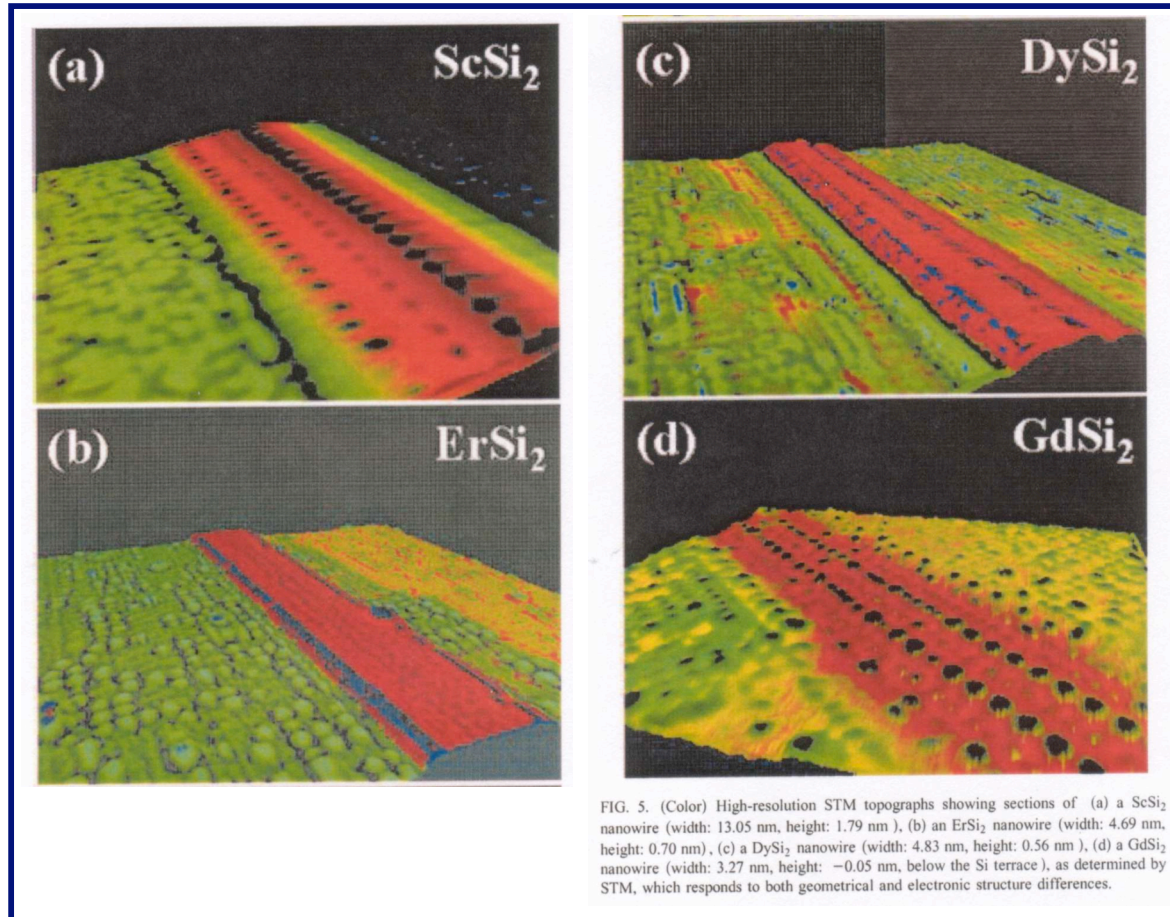 (a) ScSi₂
(b) ErSi₂
(c) DySi₂
(d) GdSi₂
FIG. 5. (Color) High-resolution STM topographs showing sections of (a) a ScSi₂
nanowire (width: 13.05 nm, height: 1.79 nm ), (b) an ErSi₂ nanowire (width: 4.69 nm,
height: 0.70 nm), (c) a DySi₂ nanowire (width: 4.83 nm, height: 0.56 nm ), (d) a GdSi₂
nanowire (width: 3.27 nm, height: −0.05 nm, below the Si terrace), as determined by
STM, which responds to both geometrical and electronic structure differences.